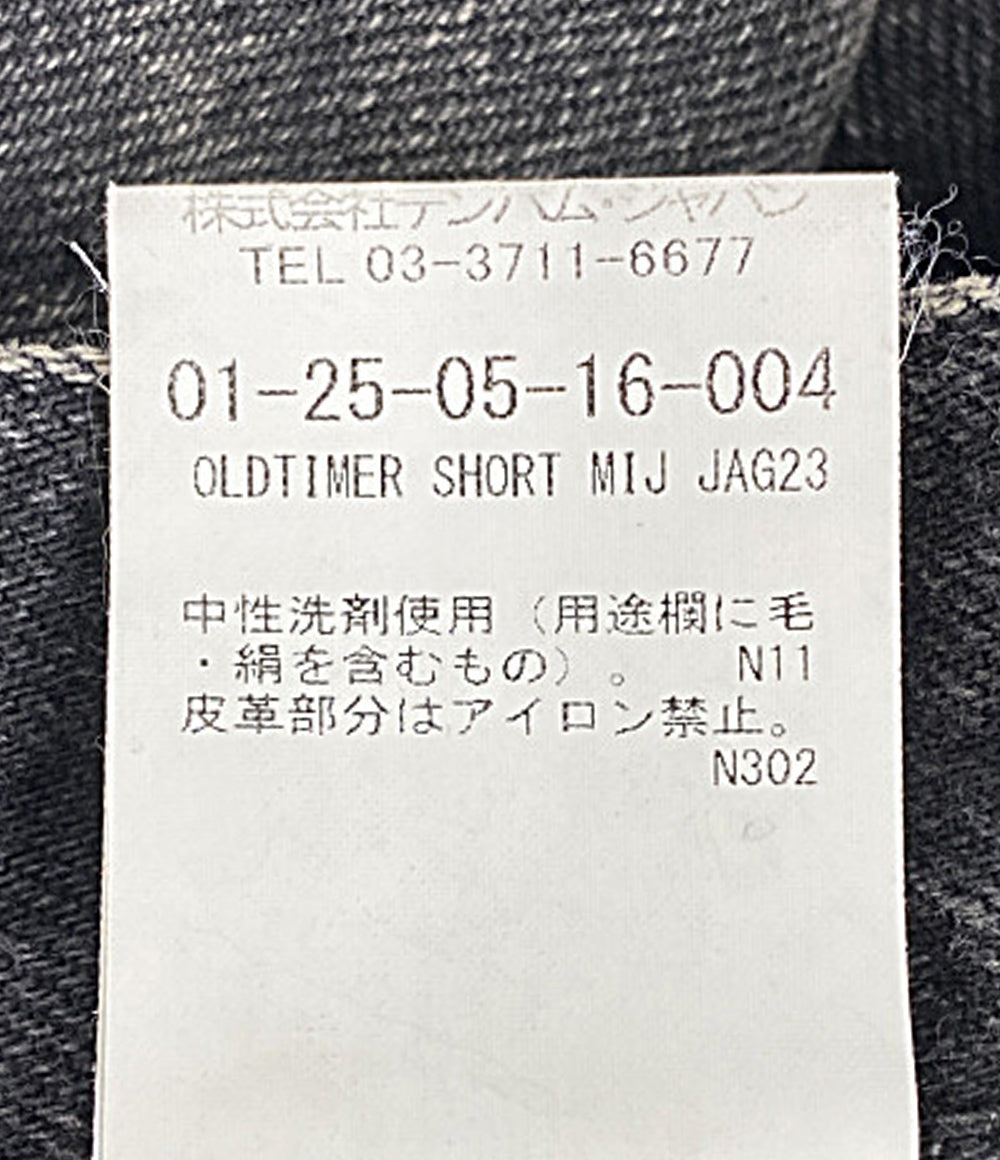 株式会社デンハム・ジャパン
TEL 03-3711-6677
01-25-05-16-004
OLDTIMER SHORT MIJ JAG23
中性洗剤使用（用途欄に毛
・絹を含むもの）。 N11
皮革部分はアイロン禁止。
N302